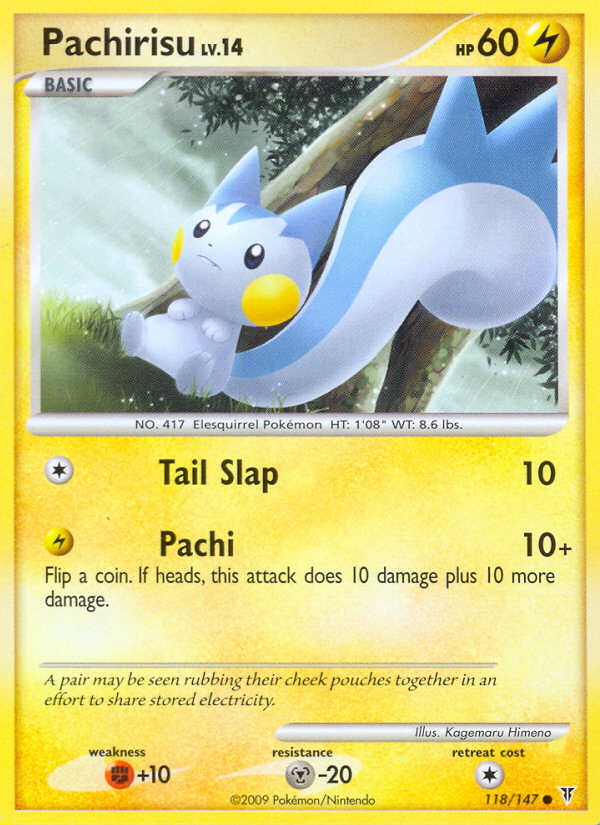 Pachirisu LV.14 HP 60
BASIC
NO. 417 Elesquirrel Pokémon HT: 1'08" WT: 8.6 lbs.
Tail Slap 10
Pachi 10+
Flip a coin. If heads, this attack does 10 damage plus 10 more
damage.
A pair may be seen rubbing their cheek pouches together in an
effort to share stored electricity.
Illus. Kagemaru Himeno
weakness resistance retreat cost
+10 -20
©2009 Pokémon/Nintendo 118/147